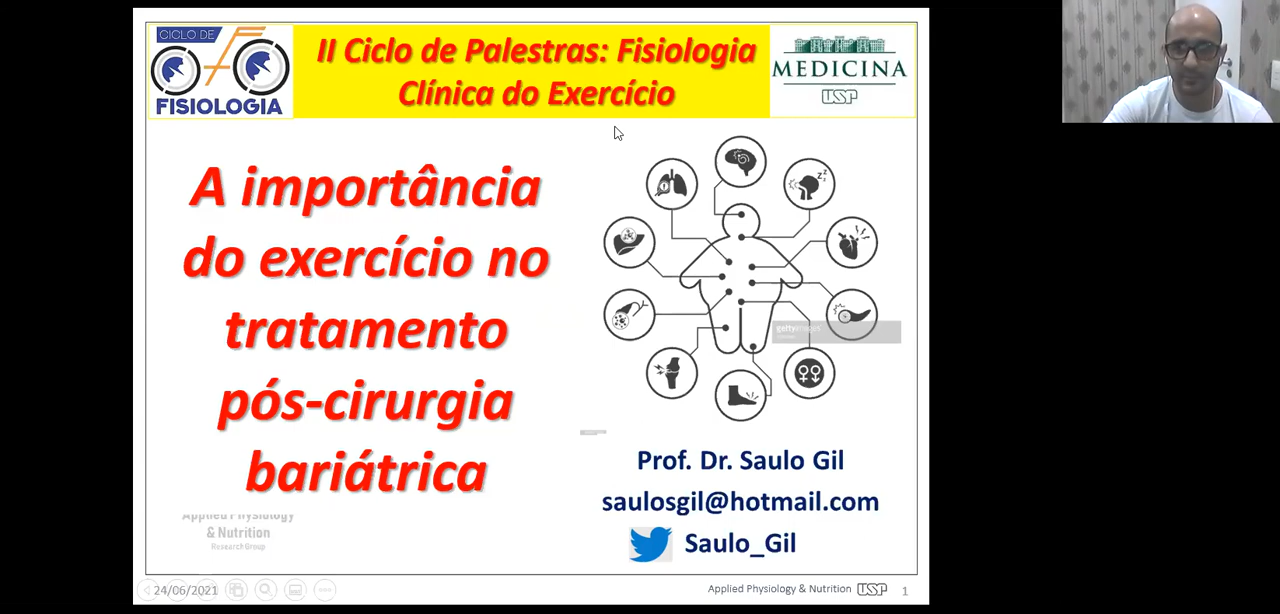 CICLO DE
FISIOLOGIA
II Ciclo de Palestras: Fisiologia
Clínica do Exercício
MEDICINA
USP
A importância
do exercício no
tratamento
pós-cirurgia
bariátrica
gettyimages
Prof. Dr. Saulo Gil
saulosgil@hotmail.com
Saulo_Gil
Applied Physiology
& Nutrition
Research Group
24/06/2021
Applied Physiology & Nutrition USP 1